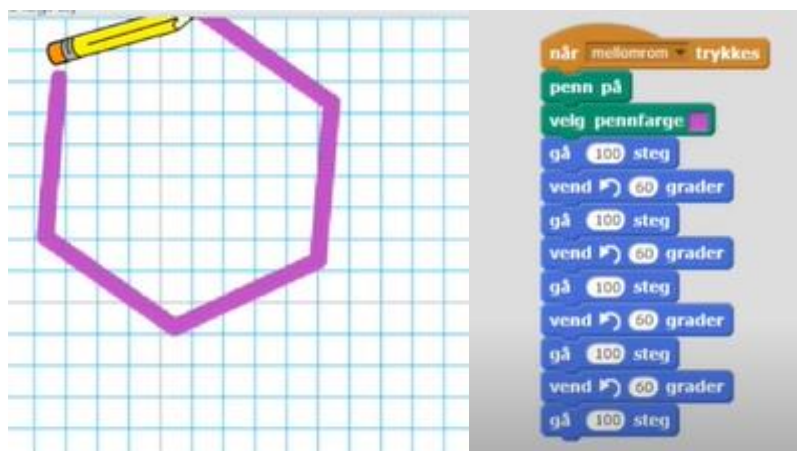 når mellomrom trykkes
penn på
velg pennfarge
gå 100 steg
vend 60 grader
gå 100 steg
vend 60 grader
gå 100 steg
vend 60 grader
gå 100 steg
vend 60 grader
gå 100 steg